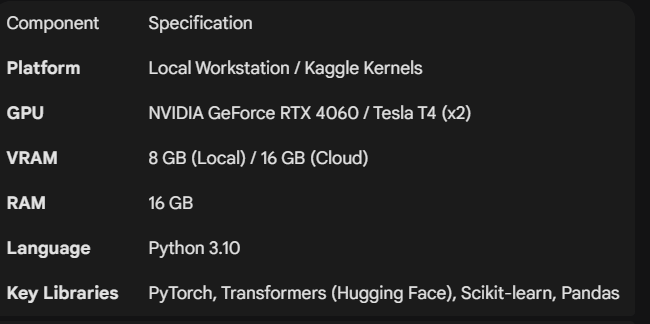 Component Specification
Platform Local Workstation / Kaggle Kernels
GPU NVIDIA GeForce RTX 4060 / Tesla T4 (x2)
VRAM 8 GB (Local) / 16 GB (Cloud)
RAM 16 GB
Language Python 3.10
Key Libraries PyTorch, Transformers (Hugging Face), Scikit-learn, Pandas